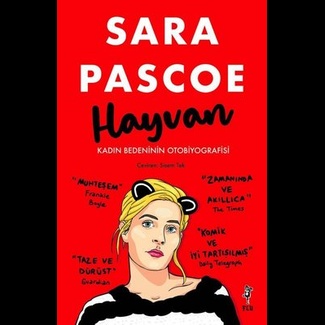 SARA
PASCOE
Hayvan
KADIN BEDENİNİN OTOBİYOGRAFİSİ
"MUHTEŞEM"
Frankie
Boyle
"ZAMANINDA
VE
AKILLICA"
The Times
"TAZE VE
DÜRÜST"
Guardian
"KOMİK
VE
İYİ TARTIŞILMIŞ"
Daily Telegraph